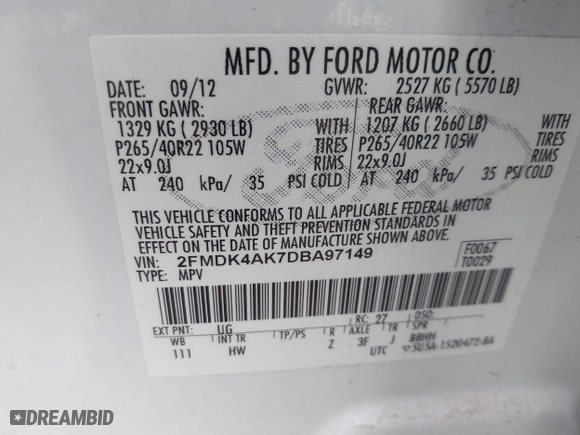 MFD. BY FORD MOTOR CO.
DATE: 09/12 GVWR: 2527 KG ( 5570 LB)
FRONT GAWR: REAR GAWR:
1329 KG ( 2930 LB) WITH 1207 KG ( 2660 LB) WITH
P265/40R22 105W TIRES P265/40R22 105W TIRES
22x9.0J RIMS 22x9.0J RIMS
AT 240 kPa/ 35 PSI COLD AT 240 kPa/ 35 PSI COLD
THIS VEHICLE CONFORMS TO ALL APPLICABLE FEDERAL MOTOR
VEHICLE SAFETY AND THEFT PREVENTION STANDARDS IN
EFFECT ON THE DATE OF MANUFACTURE SHOWN ABOVE.
VIN: 2FMDK4AK7DBA97149 F0067
TYPE: MPV T0029
EXT PNT: UG RC: 27 DSO:
WB INT TR TP/PS R AXLE TR SPR
111 HW Z 3F J BBHH
UTC 5U5A-1520472-BA
DREAMBID